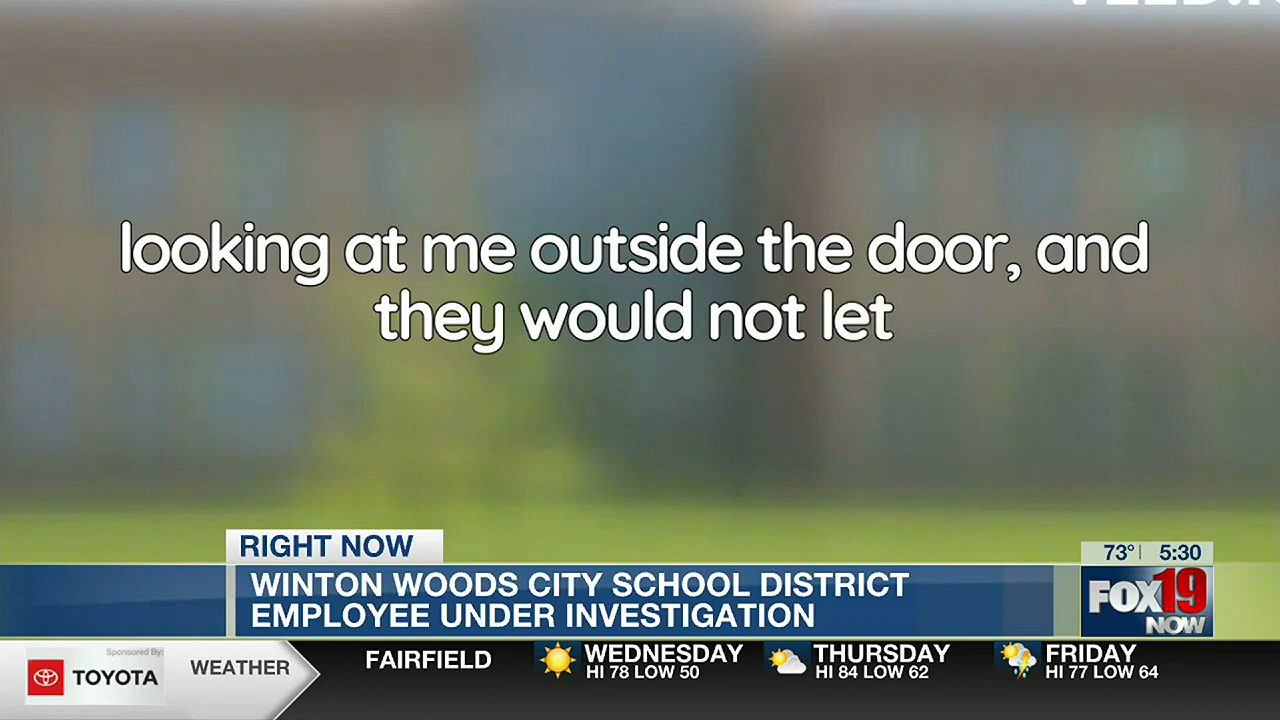 looking at me outside the door, and
they would not let
RIGHT NOW
WINTON WOODS CITY SCHOOL DISTRICT
EMPLOYEE UNDER INVESTIGATION
73° 5:30
FOX19
NOW
Sponsored By:
TOYOTA
WEATHER
FAIRFIELD
WEDNESDAY
HI 78 LOW 50
THURSDAY
HI 84 LOW 62
FRIDAY
HI 77 LOW 64